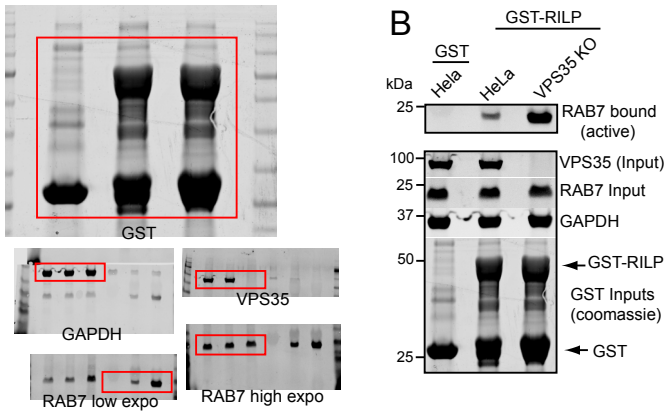 GST
GAPDH
VPS35
RAB7 low expo
RAB7 high expo
B
GST-RILP
GST
Hela
HeLa
VPS35 KO
kDa
25
RAB7 bound
(active)
100
VPS35 (Input)
25
RAB7 Input
37
GAPDH
50
GST-RILP
GST Inputs
(coomassie)
25
GST